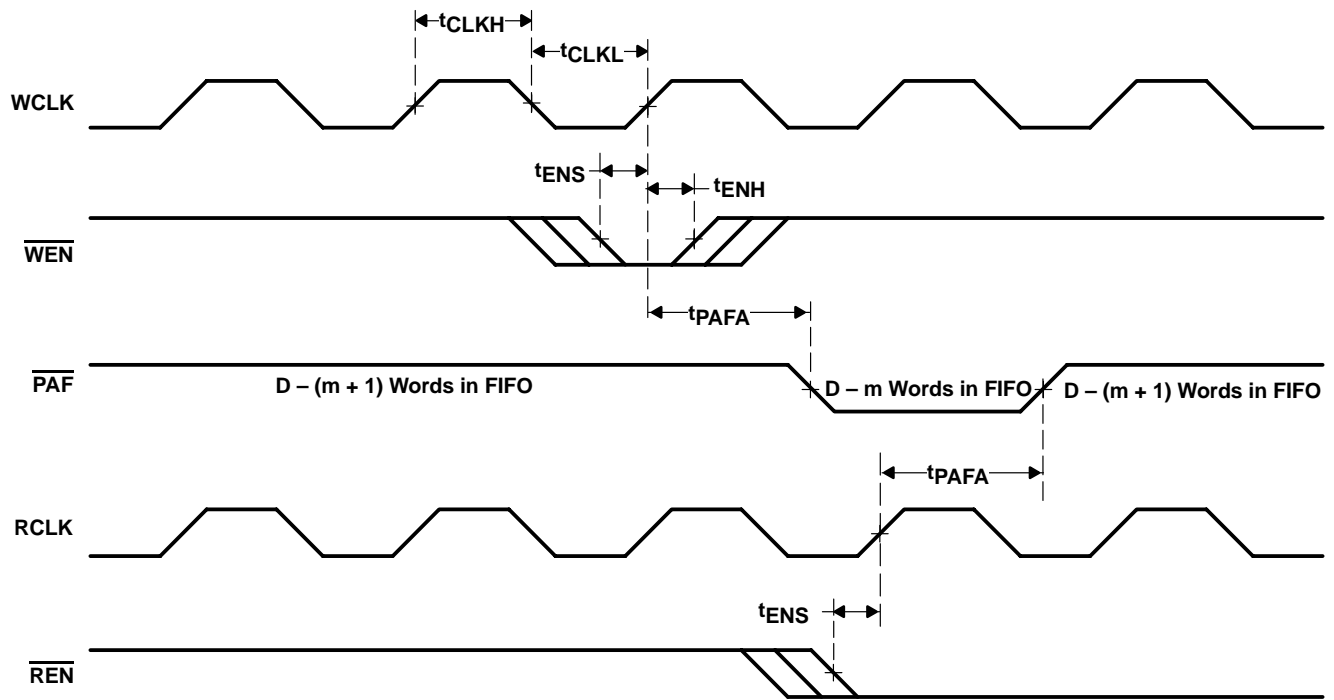 tCLKH
tCLKL
WCLK
tENS
tENH
WEN
tPAFA
PAF
D – (m + 1) Words in FIFO
D – m Words in FIFO
D – (m + 1) Words in FIFO
tPAFA
RCLK
tENS
REN